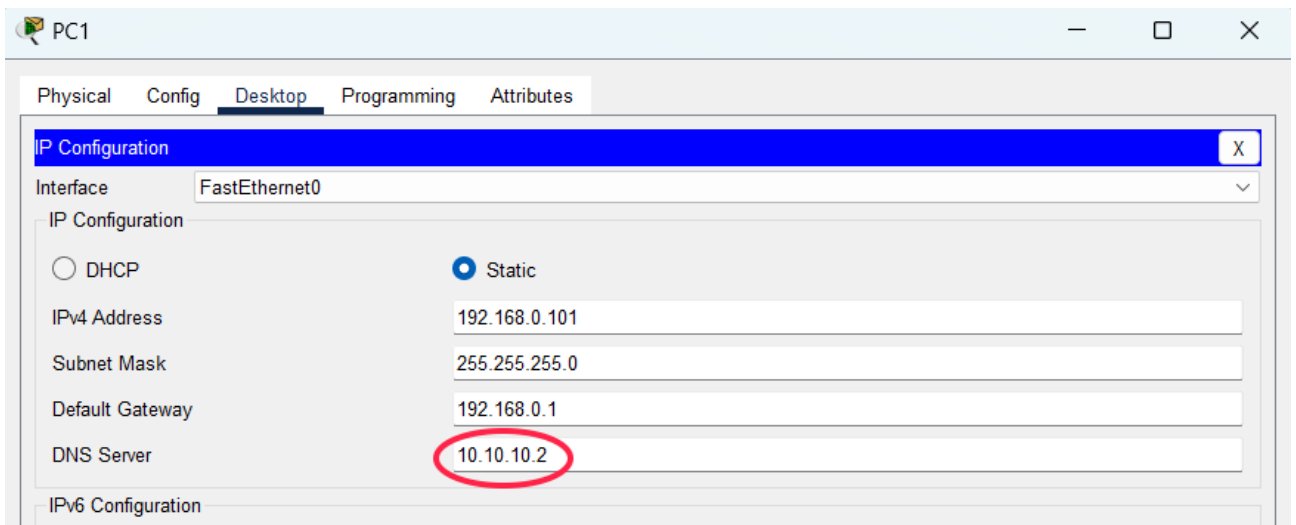 PC1
Physical Config Desktop Programming Attributes
IP Configuration X
Interface FastEthernet0
IP Configuration
DHCP Static
IPv4 Address 192.168.0.101
Subnet Mask 255.255.255.0
Default Gateway 192.168.0.1
DNS Server 10.10.10.2
IPv6 Configuration